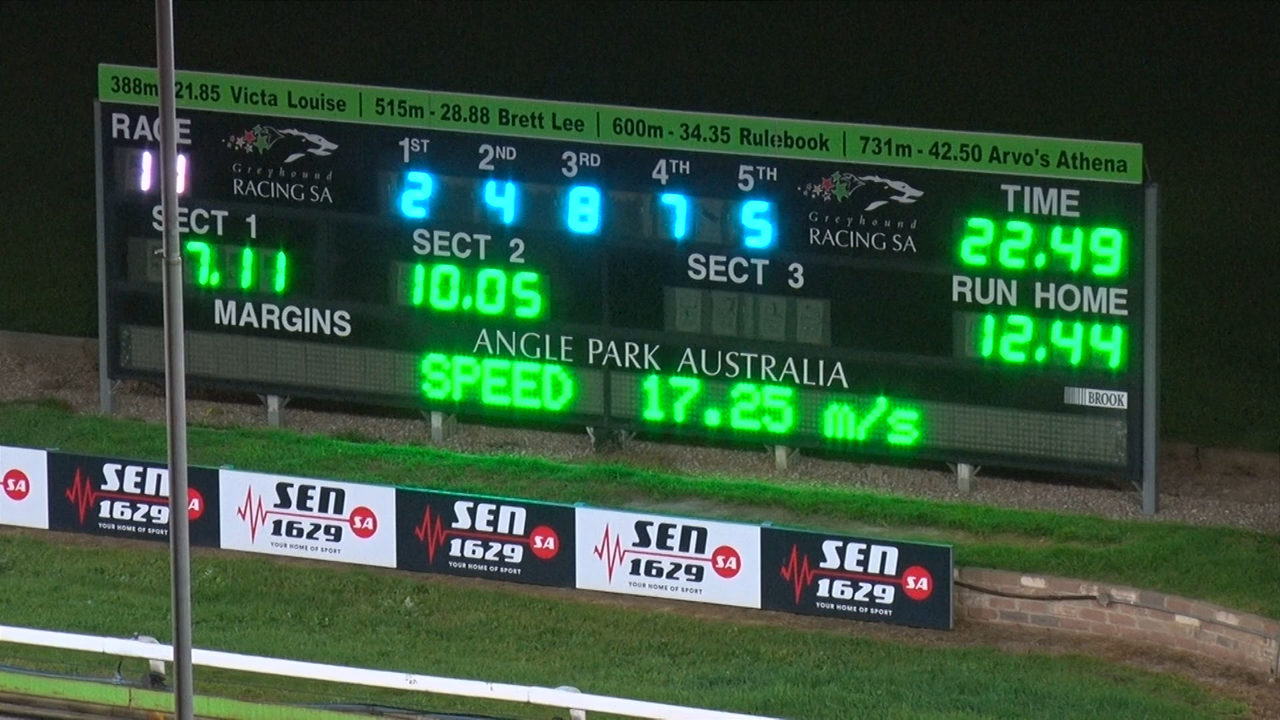 388m 21.85 Victa Louise | 515m - 28.88 Brett Lee | 600m - 34.35 Rulebook | 731m - 42.50 Arvo's Athena
RACE
11
Greyhound
RACING SA
1ST 2ND 3RD 4TH 5TH
2 4 8 7 5
Greyhound
RACING SA
TIME
22.49
SECT 1
7.11
SECT 2
10.05
SECT 3
RUN HOME
12.44
MARGINS
ANGLE PARK AUSTRALIA
SPEED 17.25 m/s
BROOK
SA
SEN
1629
SA
YOUR HOME OF SPORT
SEN
1629
SA
YOUR HOME OF SPORT
SEN
1629
SA
YOUR HOME OF SPORT
SEN
1629
SA
YOUR HOME OF SPORT
SEN
1629
SA
YOUR HOME OF SPORT